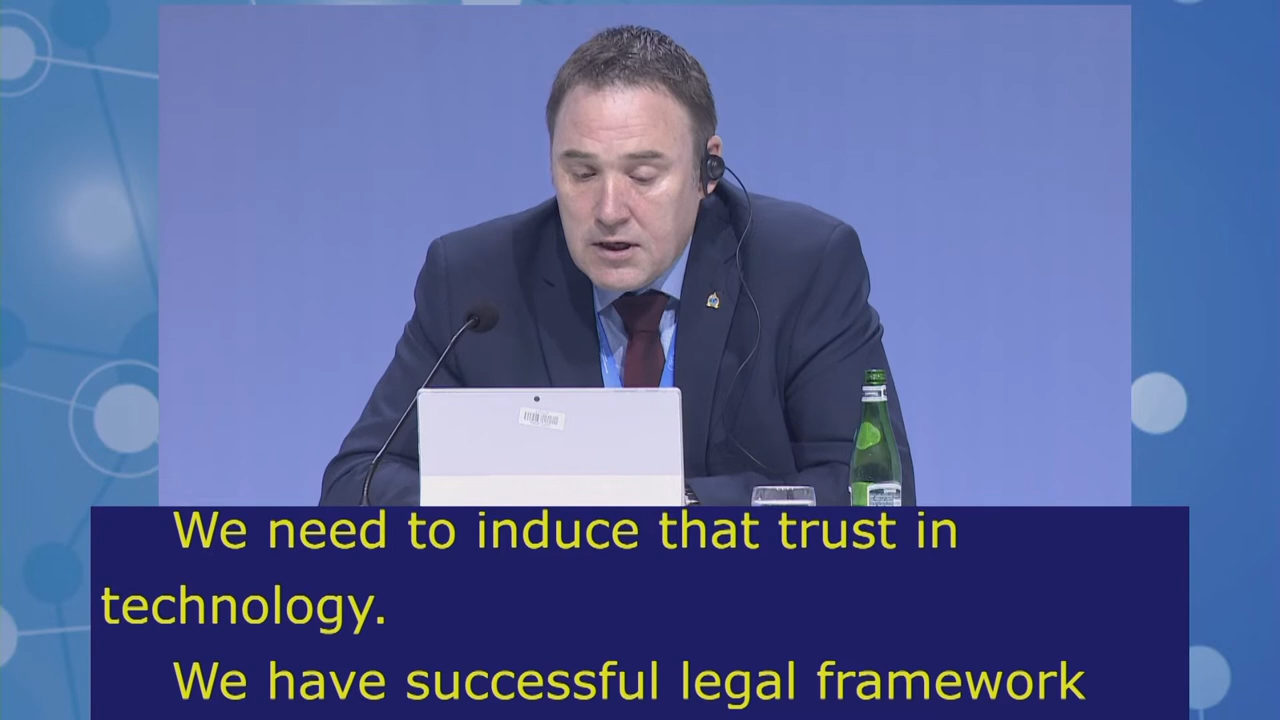 We need to induce that trust in
technology.
We have successful legal framework